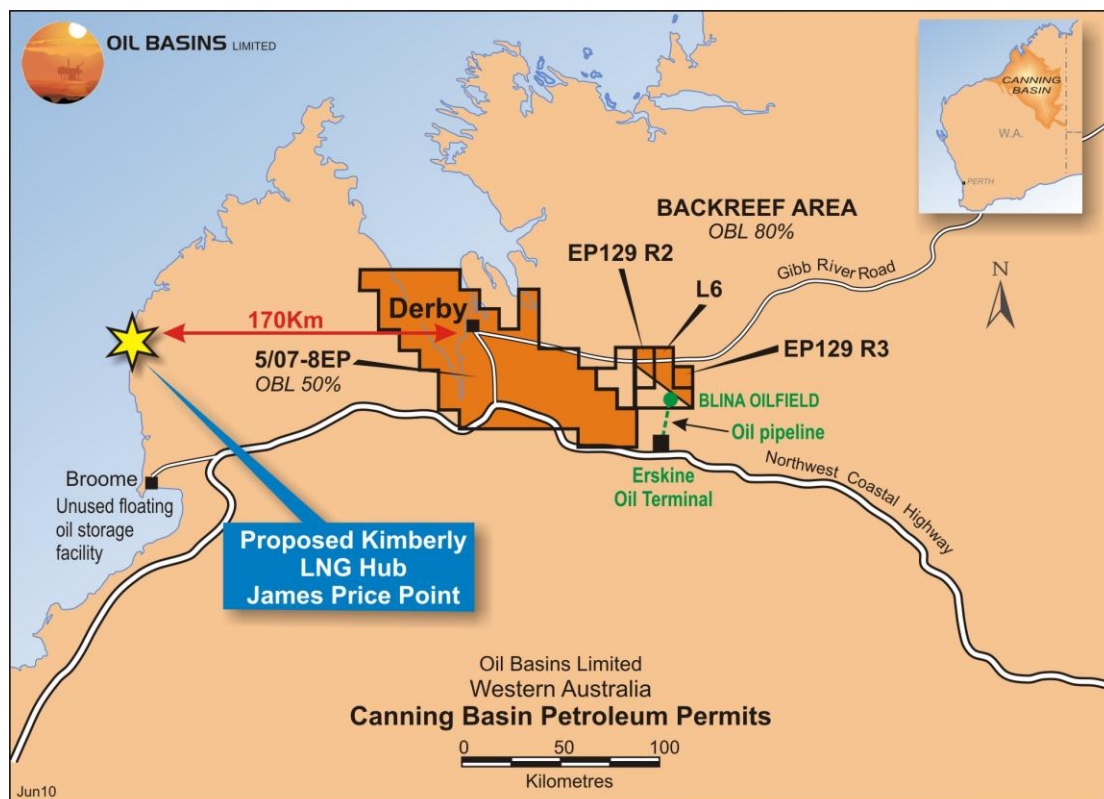 OIL BASINS LIMITED
CANNING
BASIN
W.A.
PERTH
BACKREEF AREA
OBL 80%
EP129 R2
L6
Gibb River Road
N
Derby
170Km
EP129 R3
5/07-8EP
OBL 50%
BLINA OILFIELD
Oil pipeline
Erskine
Oil Terminal
Northwest Coastal Highway
Broome
Unused floating
oil storage
facility
Proposed Kimberly
LNG Hub
James Price Point
Oil Basins Limited
Western Australia
Canning Basin Petroleum Permits
0 50 100
Kilometres
Jun10